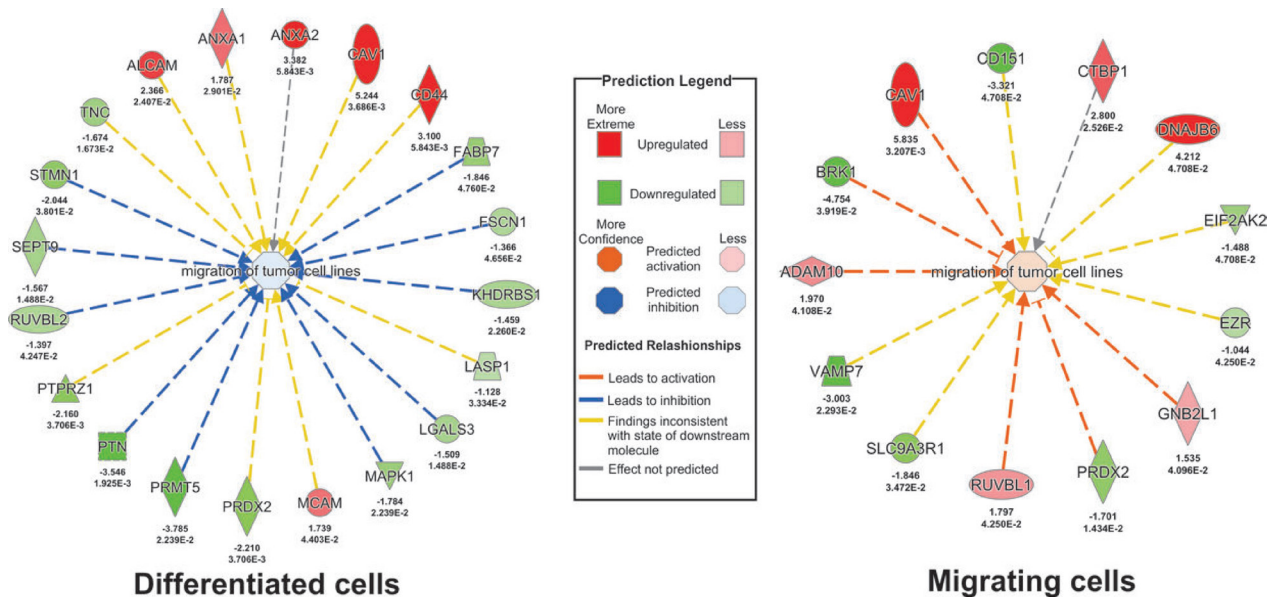 ANXA1
1.787
2.901E-2
ANXA2
3.382
5.843E-3
CAV1
5.244
3.686E-3
ALCAM
2.366
2.407E-2
CD44
3.100
5.843E-3
TNC
-1.674
1.673E-2
FABP7
-1.846
4.760E-2
STMN1
-2.044
3.801E-2
FSCN1
-1.366
4.656E-2
SEPT9
-1.567
1.488E-2
migration of tumor cell lines
KHDRBS1
-1.459
2.260E-2
RUVBL2
-1.397
4.247E-2
LASP1
-1.128
3.334E-2
PTPRZ1
-2.160
3.706E-3
LGALS3
-1.509
1.488E-2
PTN
-3.546
1.925E-3
MAPK1
-1.784
2.239E-2
PRMT5
-3.785
2.239E-2
PRDX2
-2.210
3.706E-3
MCAM
1.739
4.403E-2
Differentiated cells
Prediction Legend
More
Extreme
Less
Upregulated
Downregulated
More
Confidence
Less
Predicted
activation
Predicted
inhibition
Predicted Relashionships
Leads to activation
Leads to inhibition
Findings inconsistent
with state of downstream
molecule
Effect not predicted
CD151
-3.321
4.708E-2
CTBP1
2.800
2.526E-2
CAV1
5.835
3.207E-3
DNAJB6
4.212
4.708E-2
BRK1
-4.754
3.919E-2
EIF2AK2
-1.488
4.708E-2
ADAM10
1.970
4.108E-2
migration of tumor cell lines
EZR
-1.044
4.250E-2
VAMP7
-3.003
2.293E-2
GNB2L1
1.535
4.096E-2
SLC9A3R1
-1.846
3.472E-2
RUVBL1
1.797
4.250E-2
PRDX2
-1.701
1.434E-2
Migrating cells